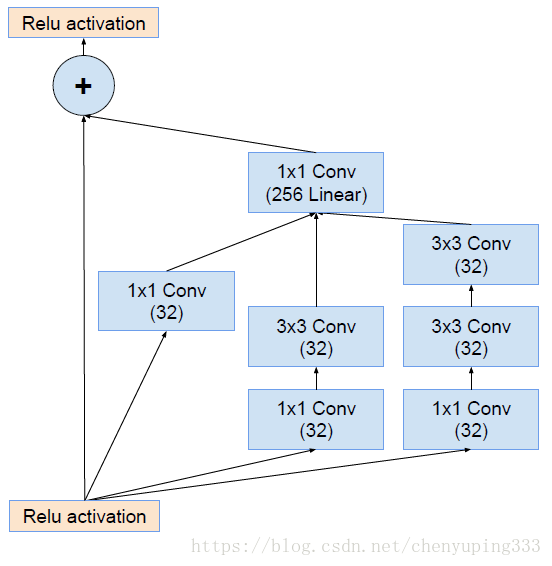 Relu activation
+
1x1 Conv
(256 Linear)
3x3 Conv
(32)
1x1 Conv
(32)
3x3 Conv
(32)
3x3 Conv
(32)
1x1 Conv
(32)
1x1 Conv
(32)
Relu activation
https://blog.csdn.net/chenyuping333